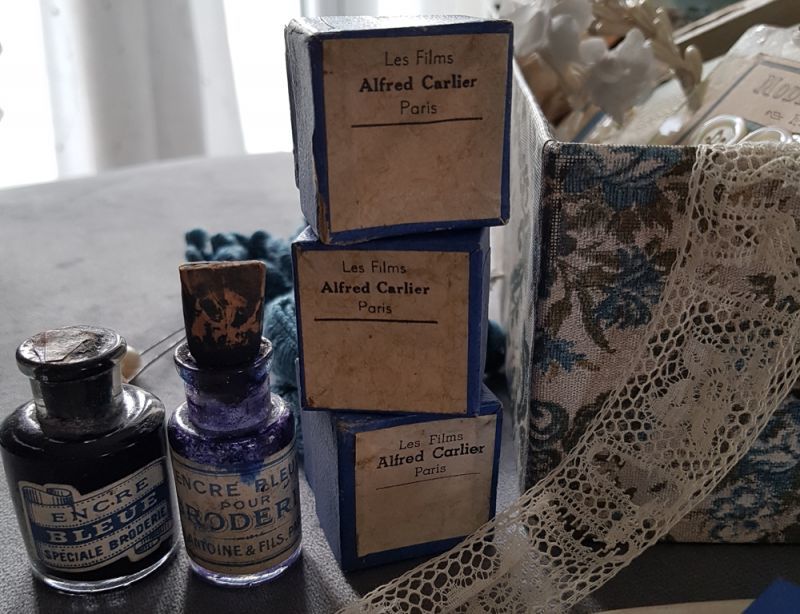 Les Films
Alfred Carlier
Paris
Les Films
Alfred Carlier
Paris
Les Films
Alfred Carlier
Paris
ENCRE
BLEUE
SPÉCIALE BRODERIE
ENCRE BLEUE
POUR
BRODERIE
ANTOINE & FILS.